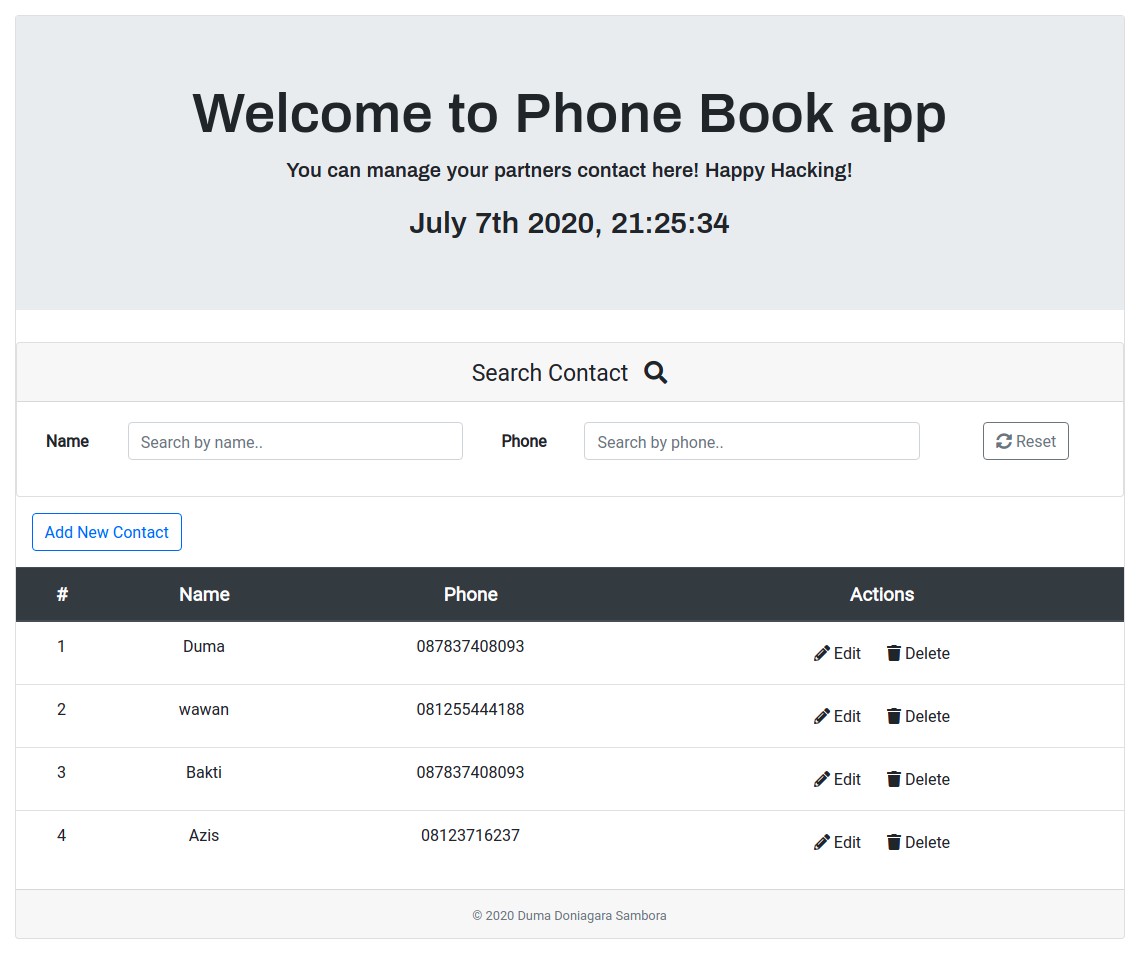 Welcome to Phone Book app
You can manage your partners contact here! Happy Hacking!
July 7th 2020, 21:25:34
Search Contact
Name Search by name.. Phone Search by phone.. Reset
Add New Contact
# Name Phone Actions
1 Duma 087837408093 Edit Delete
2 wawan 081255444188 Edit Delete
3 Bakti 087837408093 Edit Delete
4 Azis 08123716237 Edit Delete
© 2020 Duma Doniagara Sambora